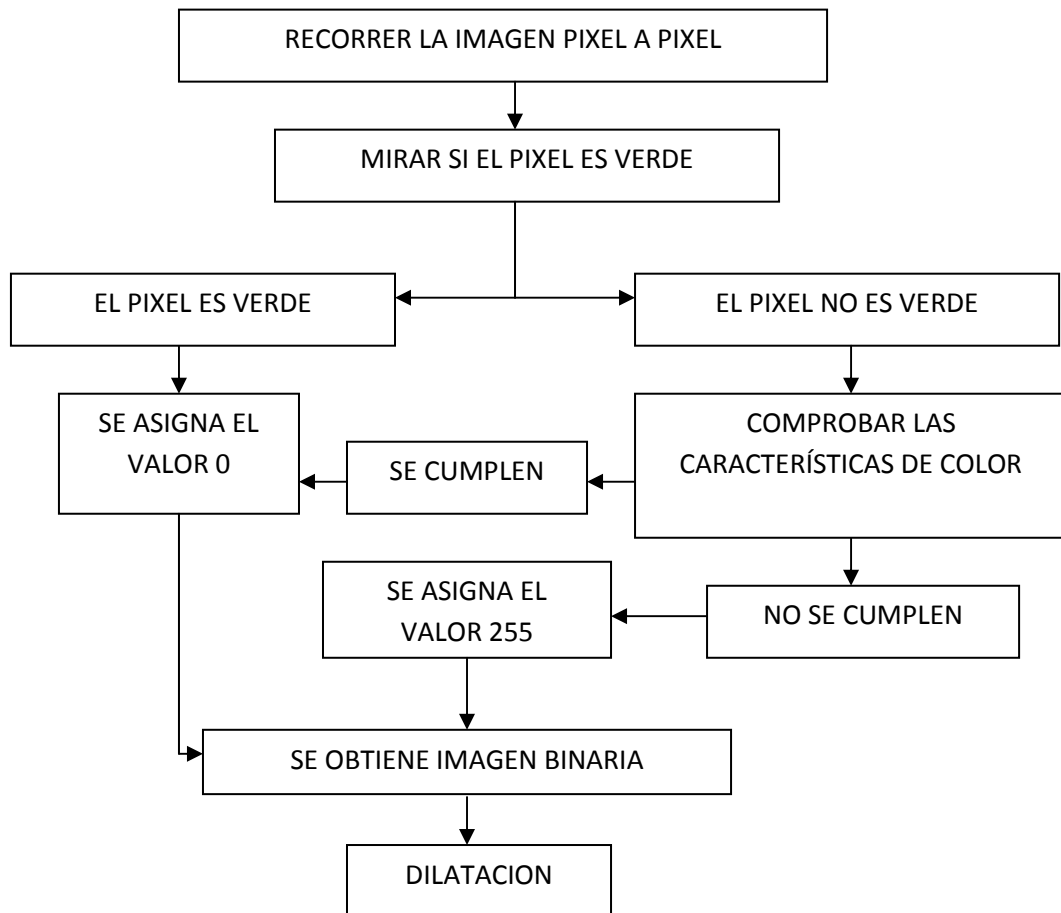 RECORRER LA IMAGEN PIXEL A PIXEL
MIRAR SI EL PIXEL ES VERDE
EL PIXEL ES VERDE
EL PIXEL NO ES VERDE
SE ASIGNA EL
VALOR 0
SE CUMPLEN
COMPROBAR LAS
CARACTERÍSTICAS DE COLOR
SE ASIGNA EL
VALOR 255
NO SE CUMPLEN
SE OBTIENE IMAGEN BINARIA
DILATACION